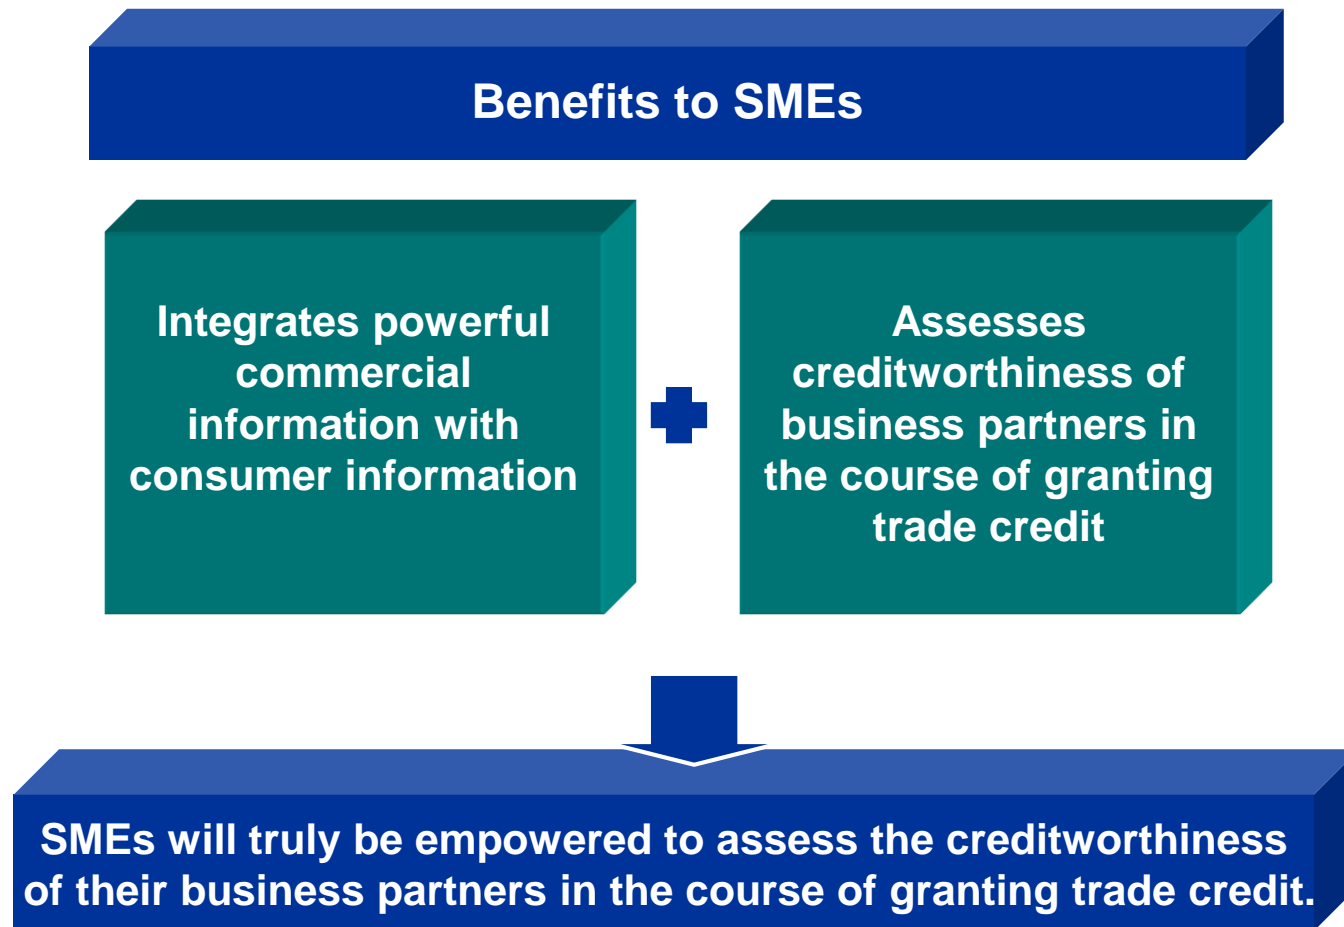 Benefits to SMEs
Integrates powerful
commercial
information with
consumer information
Assesses
creditworthiness of
business partners in
the course of granting
trade credit
SMEs will truly be empowered to assess the creditworthiness
of their business partners in the course of granting trade credit.